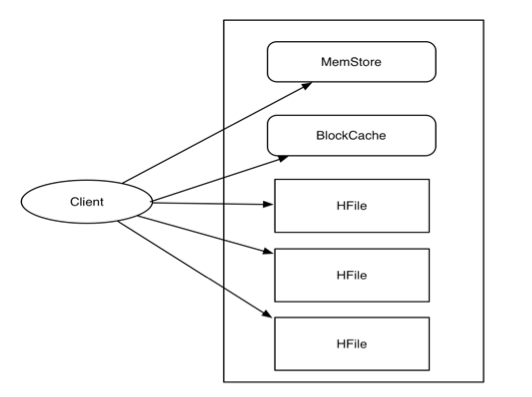 MemStore
BlockCache
Client
HFile
HFile
HFile